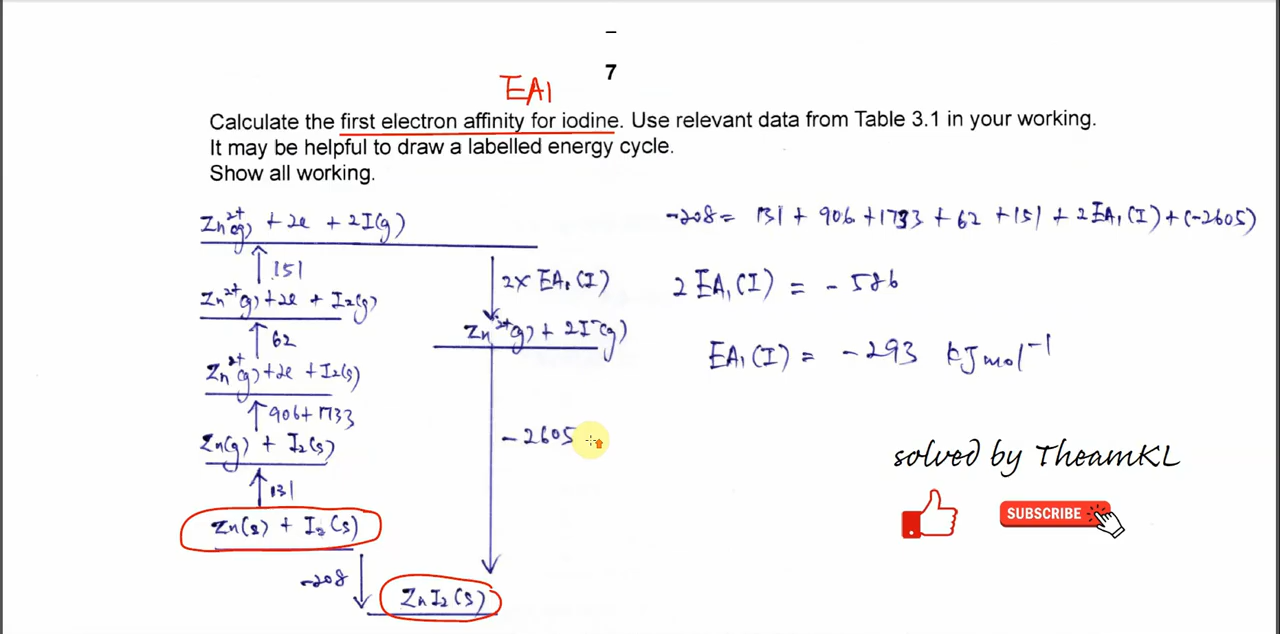 7
EA1
Calculate the first electron affinity for iodine. Use relevant data from Table 3.1 in your working.
It may be helpful to draw a labelled energy cycle.
Show all working.
Zn²⁺(g) + 2e + 2I(g)
-208 = 131 + 906 + 1733 + 62 + 151 + 2EA₁(I) + (-2605)
151
2x EA₁(I)
2EA₁(I) = - 586
Zn²⁺(g) + 2e + I₂(g)
Zn²⁺(g) + 2I⁻(g)
62
EA₁(I) = -293 kJmol⁻¹
Zn²⁺(g) + 2e + I₂(s)
906+1733
-2605
Zn(g) + I₂(s)
solved by TheamKL
131
Zn(s) + I₂(s)
SUBSCRIBE
-208
ZnI₂(s)